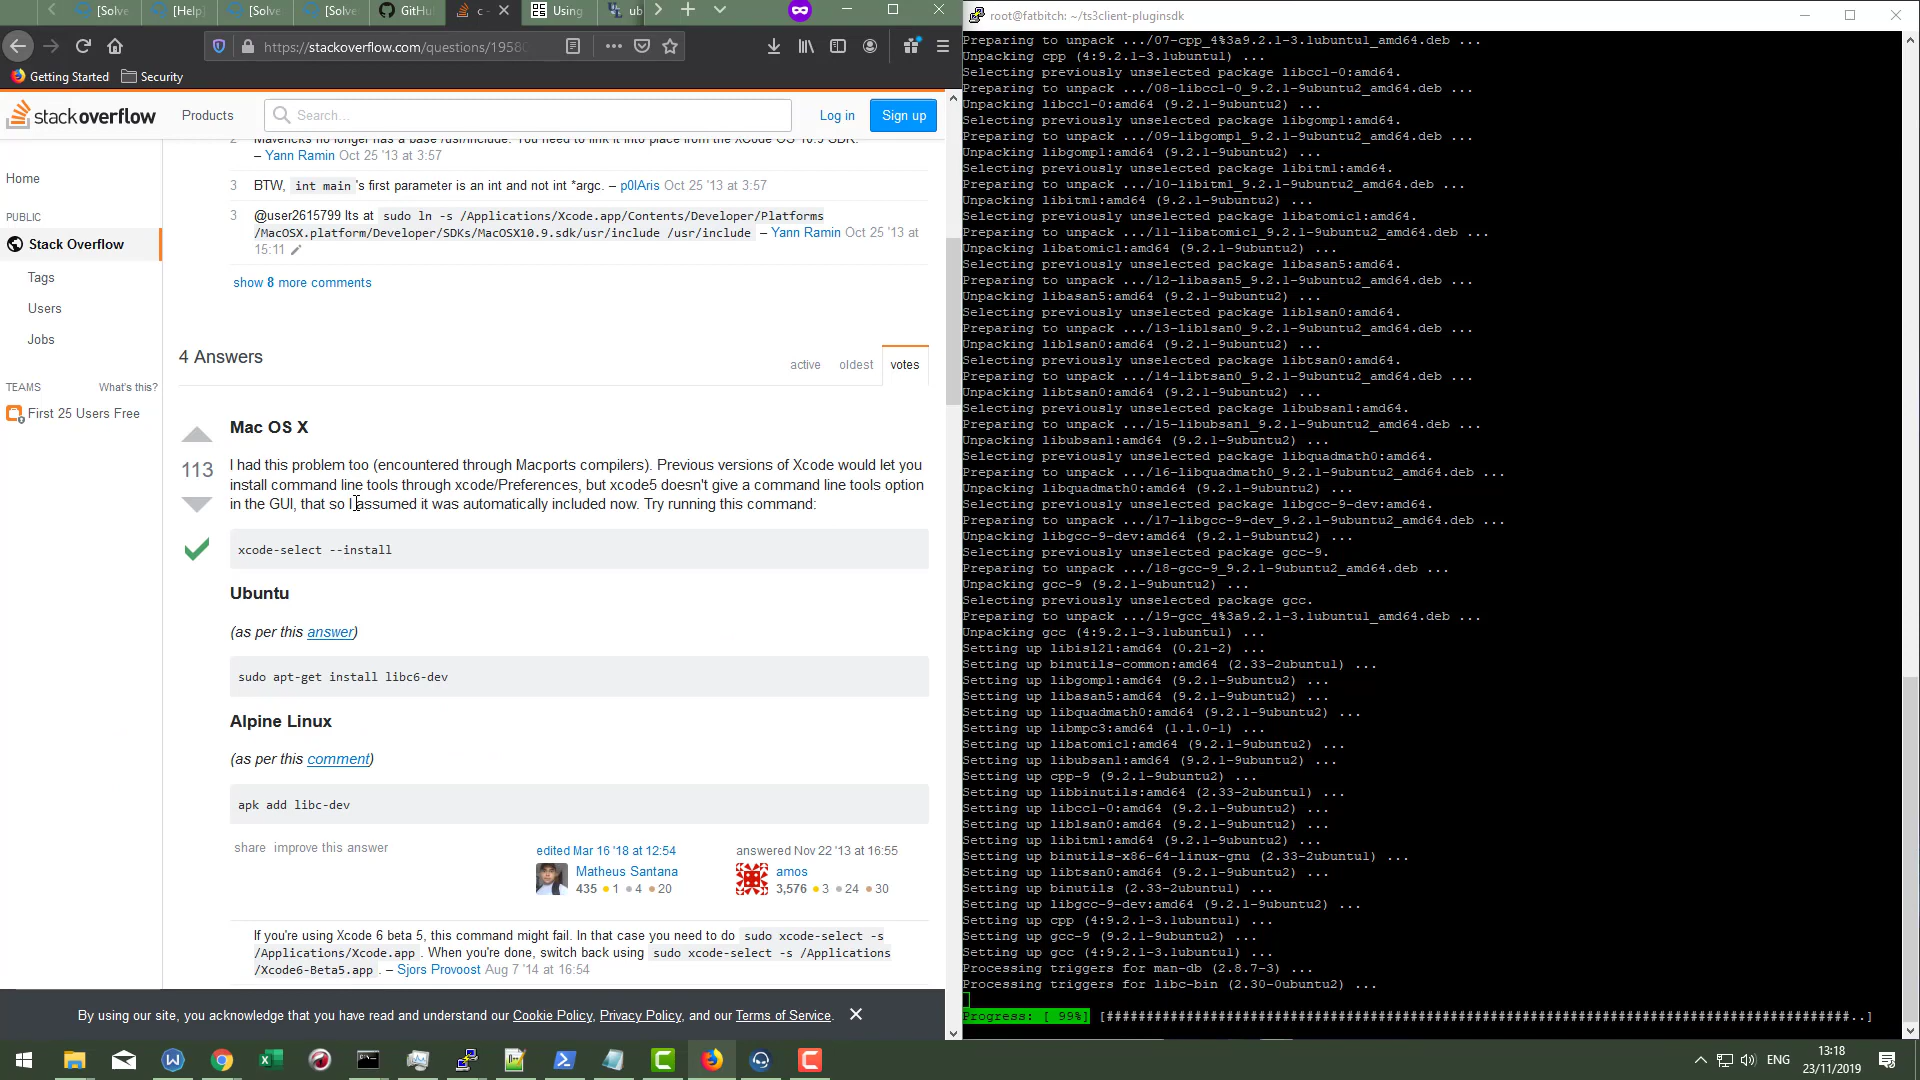 [Solve
[Help]
[Solve
[Solve
GitHu
c -
Using
ub
https://stackoverflow.com/questions/19580
Getting Started
Security
stackoverflow
Products
Search...
Log in
Sign up
Home
PUBLIC
Stack Overflow
Tags
Users
Jobs
TEAMS
What's this?
First 25 Users Free
2 Mavericks no longer has a base /usr/include. You need to link it into place from the XCode OS 10.9 SDK.
– Yann Ramin Oct 25 '13 at 3:57
3 BTW, int main 's first parameter is an int and not int *argc. – p0lAris Oct 25 '13 at 3:57
3 @user2615799 Its at sudo ln -s /Applications/Xcode.app/Contents/Developer/Platforms
/MacOSX.platform/Developer/SDKs/MacOSX10.9.sdk/usr/include /usr/include – Yann Ramin Oct 25 '13 at
15:11
show 8 more comments
4 Answers
active oldest votes
Mac OS X
113
I had this problem too (encountered through Macports compilers). Previous versions of Xcode would let you
install command line tools through xcode/Preferences, but xcode5 doesn't give a command line tools option
in the GUI, that so I assumed it was automatically included now. Try running this command:
xcode-select --install
Ubuntu
(as per this answer)
sudo apt-get install libc6-dev
Alpine Linux
(as per this comment)
apk add libc-dev
share improve this answer
edited Mar 16 '18 at 12:54
Matheus Santana
435 1 4 20
answered Nov 22 '13 at 16:55
amos
3,576 3 24 30
If you're using Xcode 6 beta 5, this command might fail. In that case you need to do sudo xcode-select -s
/Applications/Xcode.app . When you're done, switch back using sudo xcode-select -s /Applications
/Xcode6-Beta5.app . – Sjors Provoost Aug 7 '14 at 16:54
By using our site, you acknowledge that you have read and understand our Cookie Policy, Privacy Policy, and our Terms of Service.
root@fatbitch: ~/ts3client-pluginsdk
Preparing to unpack .../07-cpp_4%3a9.2.1-3.1ubuntu1_amd64.deb ...
Unpacking cpp (4:9.2.1-3.1ubuntu1) ...
Selecting previously unselected package libcc1-0:amd64.
Preparing to unpack .../08-libcc1-0_9.2.1-9ubuntu2_amd64.deb ...
Unpacking libcc1-0:amd64 (9.2.1-9ubuntu2) ...
Selecting previously unselected package libgomp1:amd64.
Preparing to unpack .../09-libgomp1_9.2.1-9ubuntu2_amd64.deb ...
Unpacking libgomp1:amd64 (9.2.1-9ubuntu2) ...
Selecting previously unselected package libitm1:amd64.
Preparing to unpack .../10-libitm1_9.2.1-9ubuntu2_amd64.deb ...
Unpacking libitm1:amd64 (9.2.1-9ubuntu2) ...
Selecting previously unselected package libatomic1:amd64.
Preparing to unpack .../11-libatomic1_9.2.1-9ubuntu2_amd64.deb ...
Unpacking libatomic1:amd64 (9.2.1-9ubuntu2) ...
Selecting previously unselected package libasan5:amd64.
Preparing to unpack .../12-libasan5_9.2.1-9ubuntu2_amd64.deb ...
Unpacking libasan5:amd64 (9.2.1-9ubuntu2) ...
Selecting previously unselected package liblsan0:amd64.
Preparing to unpack .../13-liblsan0_9.2.1-9ubuntu2_amd64.deb ...
Unpacking liblsan0:amd64 (9.2.1-9ubuntu2) ...
Selecting previously unselected package libtsan0:amd64.
Preparing to unpack .../14-libtsan0_9.2.1-9ubuntu2_amd64.deb ...
Unpacking libtsan0:amd64 (9.2.1-9ubuntu2) ...
Selecting previously unselected package libubsan1:amd64.
Preparing to unpack .../15-libubsan1_9.2.1-9ubuntu2_amd64.deb ...
Unpacking libubsan1:amd64 (9.2.1-9ubuntu2) ...
Selecting previously unselected package libquadmath0:amd64.
Preparing to unpack .../16-libquadmath0_9.2.1-9ubuntu2_amd64.deb ...
Unpacking libquadmath0:amd64 (9.2.1-9ubuntu2) ...
Selecting previously unselected package libgcc-9-dev:amd64.
Preparing to unpack .../17-libgcc-9-dev_9.2.1-9ubuntu2_amd64.deb ...
Unpacking libgcc-9-dev:amd64 (9.2.1-9ubuntu2) ...
Selecting previously unselected package gcc-9.
Preparing to unpack .../18-gcc-9_9.2.1-9ubuntu2_amd64.deb ...
Unpacking gcc-9 (9.2.1-9ubuntu2) ...
Selecting previously unselected package gcc.
Preparing to unpack .../19-gcc_4%3a9.2.1-3.1ubuntu1_amd64.deb ...
Unpacking gcc (4:9.2.1-3.1ubuntu1) ...
Setting up libisl21:amd64 (0.21-2) ...
Setting up binutils-common:amd64 (2.33-2ubuntu1) ...
Setting up libgomp1:amd64 (9.2.1-9ubuntu2) ...
Setting up libasan5:amd64 (9.2.1-9ubuntu2) ...
Setting up libquadmath0:amd64 (9.2.1-9ubuntu2) ...
Setting up libmpc3:amd64 (1.1.0-1) ...
Setting up libatomic1:amd64 (9.2.1-9ubuntu2) ...
Setting up libubsan1:amd64 (9.2.1-9ubuntu2) ...
Setting up cpp-9 (9.2.1-9ubuntu2) ...
Setting up libbinutils:amd64 (2.33-2ubuntu1) ...
Setting up libcc1-0:amd64 (9.2.1-9ubuntu2) ...
Setting up liblsan0:amd64 (9.2.1-9ubuntu2) ...
Setting up libitm1:amd64 (9.2.1-9ubuntu2) ...
Setting up binutils-x86-64-linux-gnu (2.33-2ubuntu1) ...
Setting up libtsan0:amd64 (9.2.1-9ubuntu2) ...
Setting up binutils (2.33-2ubuntu1) ...
Setting up libgcc-9-dev:amd64 (9.2.1-9ubuntu2) ...
Setting up cpp (4:9.2.1-3.1ubuntu1) ...
Setting up gcc-9 (9.2.1-9ubuntu2) ...
Setting up gcc (4:9.2.1-3.1ubuntu1) ...
Processing triggers for man-db (2.8.7-3) ...
Processing triggers for libc-bin (2.30-0ubuntu2) ...
Progress: [ 99%] [##############################################################################################..]
ENG
13:18
23/11/2019